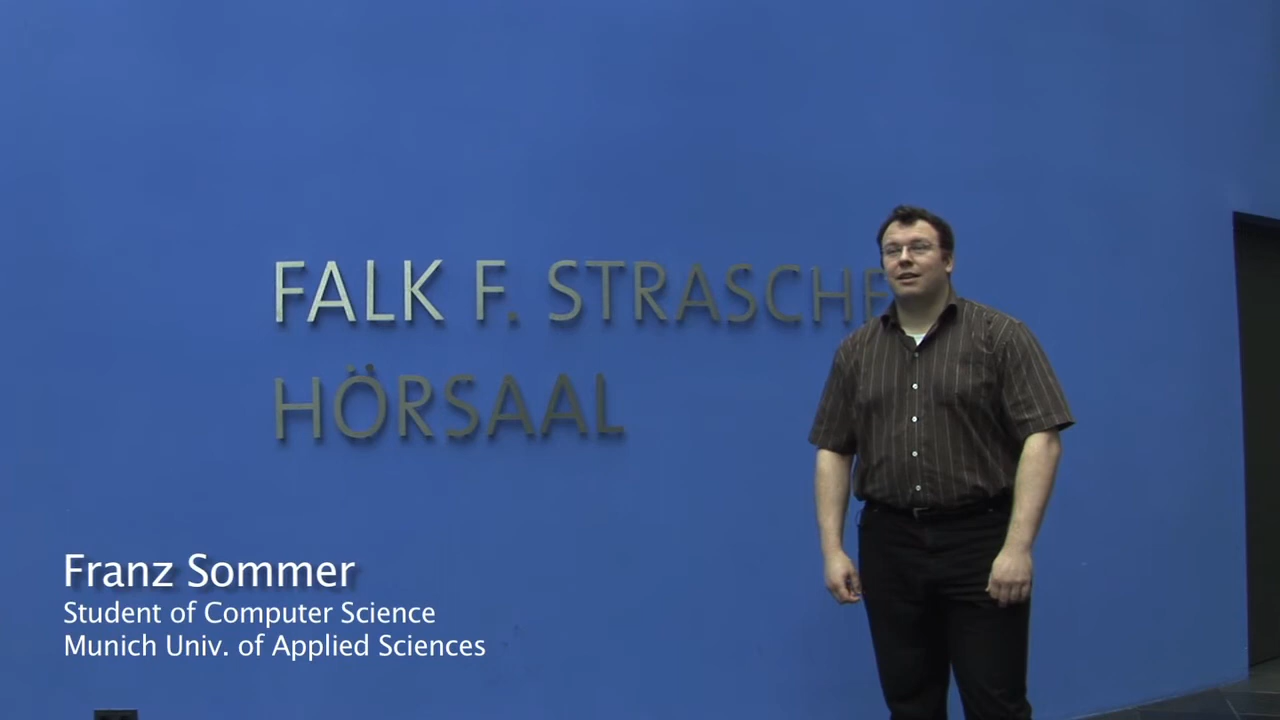 FALK F. STRASCHE
HÖRSAAL
Franz Sommer
Student of Computer Science
Munich Univ. of Applied Sciences